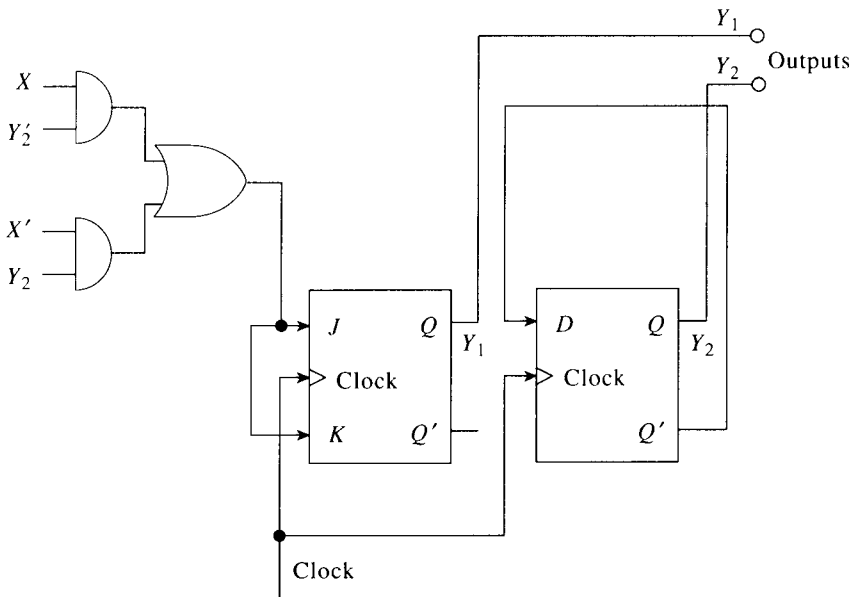 Y₁
Y₂
Outputs
X
Y₂′
X′
Y₂
J
Q
Y₁
Clock
K
Q′
D
Q
Y₂
Clock
Q′
Clock